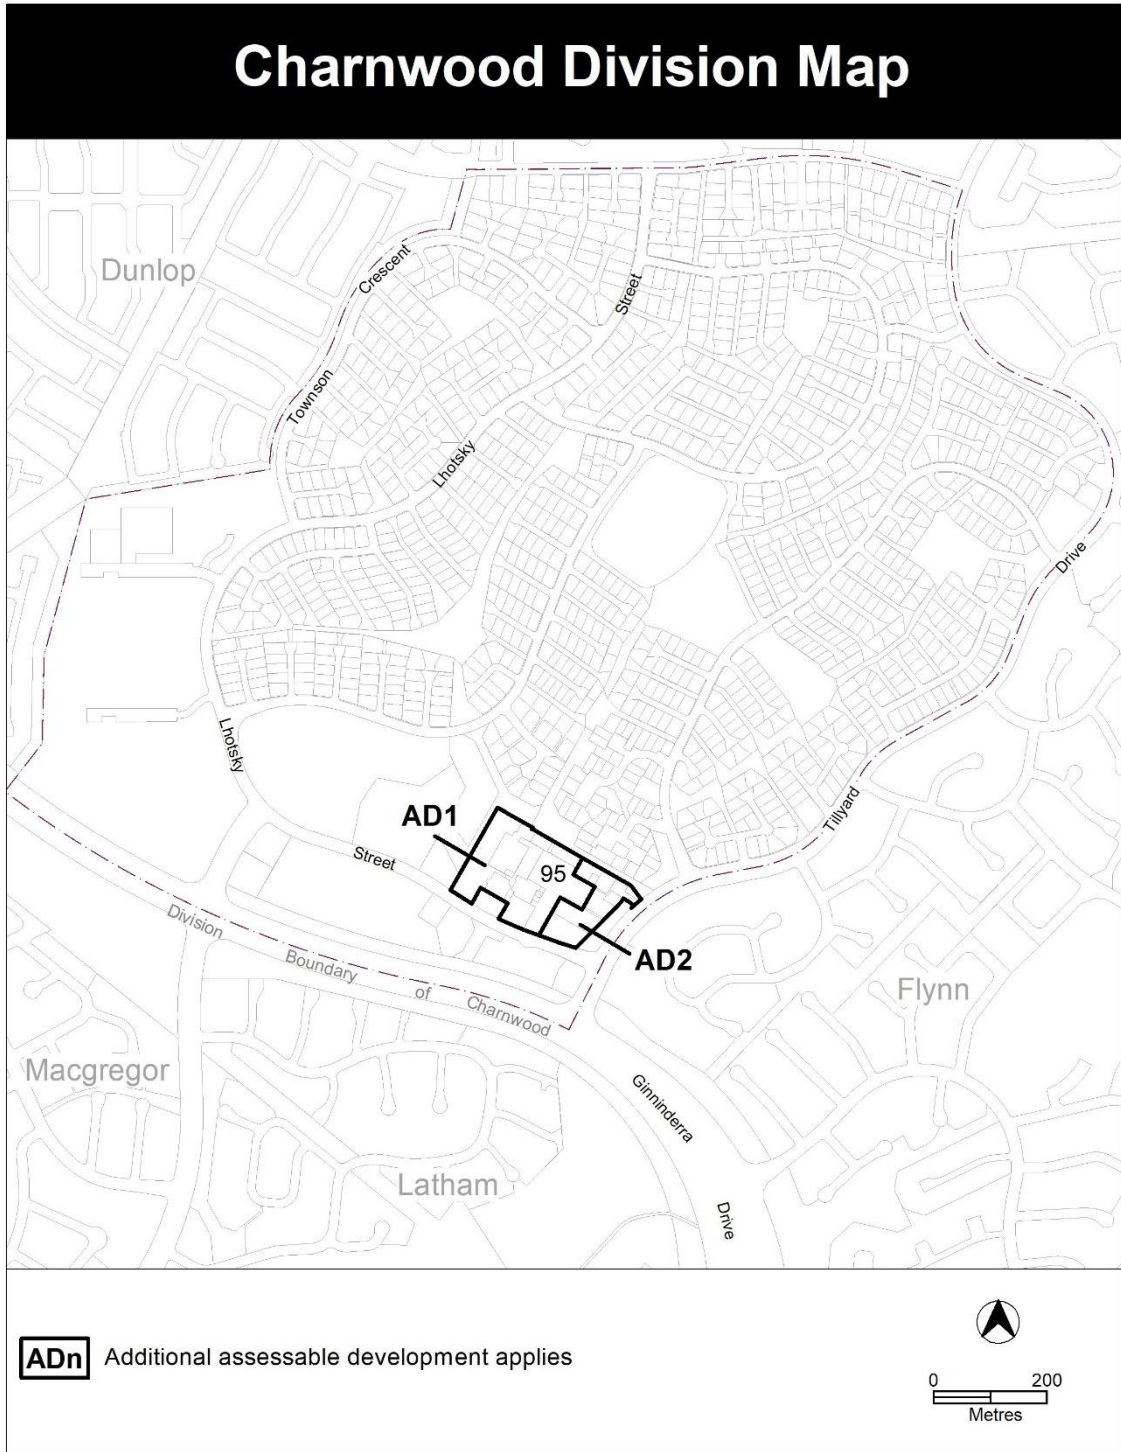 Charnwood Division Map
Dunlop
Crescent
Street
Townson
Lhotsky
Drive
Lhotsky
Tillyard
AD1
Street
95
Division
Boundary
of
Charnwood
AD2
Flynn
Macgregor
Ginninderra
Latham
Drive
ADn Additional assessable development applies
0 200
Metres